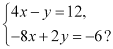 4x − y = 12,
−8x + 2y = −6?